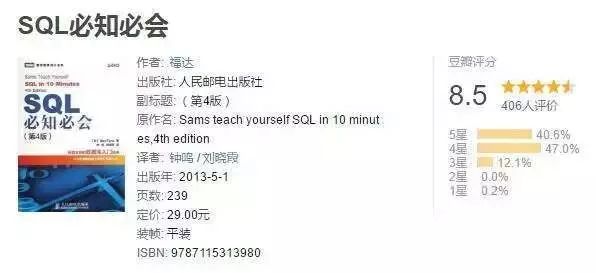 SQL必知必会
Sams Teach Yourself
SQL in 10 Minutes
4th Edition
SQL
必知必会
（第4版）
作者: 福达
出版社: 人民邮电出版社
副标题: （第4版）
原作名: Sams teach yourself SQL in 10 minut
es,4th edition
译者: 钟鸣 / 刘晓霞
出版年: 2013-5-1
页数: 239
定价: 29.00元
装帧: 平装
ISBN: 9787115313980
豆瓣评分
8.5
406人评价
5星 40.6%
4星 47.0%
3星 12.1%
2星 0.0%
1星 0.2%